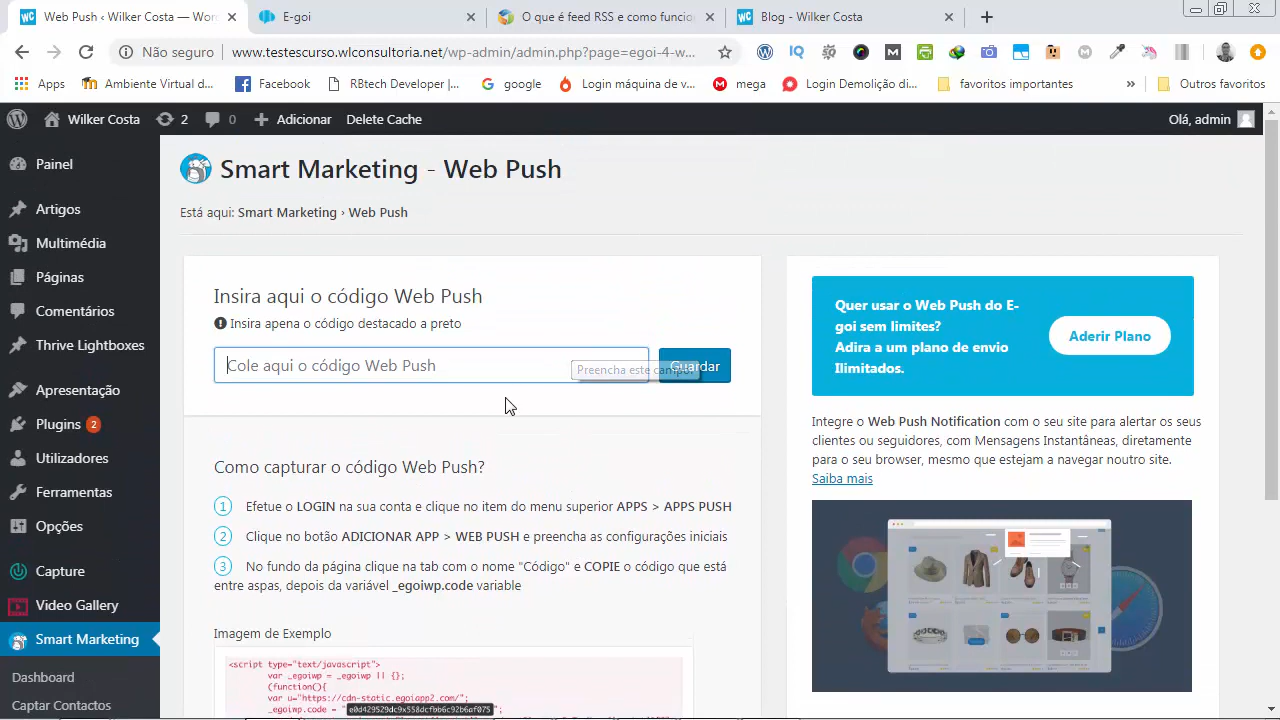 Web Push ‹ Wilker Costa — Wor
E-goi
O que é feed RSS e como funcio
Blog - Wilker Costa
Não seguro
www.testescurso.wlconsultoria.net/wp-admin/admin.php?page=egoi-4-w...
Apps
Ambiente Virtual d...
Facebook
RBtech Developer |...
google
Login máquina de v...
mega
Login Demolição di...
favoritos importantes
Outros favoritos
Wilker Costa
2
0
Adicionar
Delete Cache
Olá, admin
Painel
Artigos
Multimédia
Páginas
Comentários
Thrive Lightboxes
Apresentação
Plugins 2
Utilizadores
Ferramentas
Opções
Capture
Video Gallery
Smart Marketing
Dashboard
Captar Contactos
Smart Marketing - Web Push
Está aqui: Smart Marketing › Web Push
Insira aqui o código Web Push
Insira apena o código destacado a preto
Cole aqui o código Web Push
Preencha este campo.
Guardar
Como capturar o código Web Push?
1 Efetue o LOGIN na sua conta e clique no item do menu superior APPS > APPS PUSH
2 Clique no botão ADICIONAR APP > WEB PUSH e preencha as configurações iniciais
3 No fundo da página clique na tab com o nome "Código" e COPIE o código que está
entre aspas, depois da variável _egoiwp.code variable
Imagem de Exemplo
<script type="text/javascript">
var _egoiwp = _egoiwp || {};
(function(){
var u="https://cdn-static.egoiapp2.com/";
_egoiwp.code = "e0d429529dc9x558dcfbb6c92b6af075";
Quer usar o Web Push do E-
goi sem limites?
Adira a um plano de envio
Ilimitados.
Aderir Plano
Integre o Web Push Notification com o seu site para alertar os seus
clientes ou seguidores, com Mensagens Instantâneas, diretamente
para o seu browser, mesmo que estejam a navegar noutro site.
Saiba mais